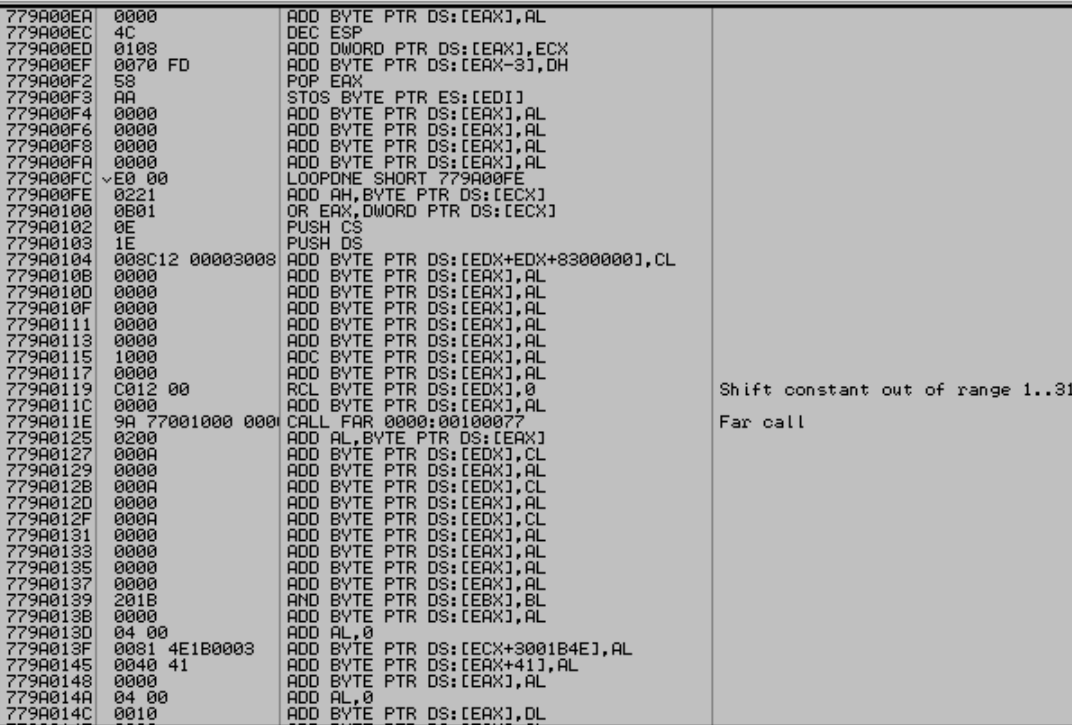 779A00EA 0000 ADD BYTE PTR DS:[EAX],AL
779A00EC 4C DEC ESP
779A00ED 0108 ADD DWORD PTR DS:[EAX],ECX
779A00EF 0070 FD ADD BYTE PTR DS:[EAX-3],DH
779A00F2 58 POP EAX
779A00F3 AA STOS BYTE PTR ES:[EDI]
779A00F4 0000 ADD BYTE PTR DS:[EAX],AL
779A00F6 0000 ADD BYTE PTR DS:[EAX],AL
779A00F8 0000 ADD BYTE PTR DS:[EAX],AL
779A00FA 0000 ADD BYTE PTR DS:[EAX],AL
779A00FC E0 00 LOOPDNE SHORT 779A00FE
779A00FE 0221 ADD AH,BYTE PTR DS:[ECX]
779A0100 0B01 OR EAX,DWORD PTR DS:[ECX]
779A0102 0E PUSH CS
779A0103 1E PUSH DS
779A0104 008C12 00003008 ADD BYTE PTR DS:[EDX+EDX+8300000],CL
779A010B 0000 ADD BYTE PTR DS:[EAX],AL
779A010D 0000 ADD BYTE PTR DS:[EAX],AL
779A010F 0000 ADD BYTE PTR DS:[EAX],AL
779A0111 0000 ADD BYTE PTR DS:[EAX],AL
779A0113 0000 ADD BYTE PTR DS:[EAX],AL
779A0115 1000 ADC BYTE PTR DS:[EAX],AL
779A0117 0000 ADD BYTE PTR DS:[EAX],AL
779A0119 C012 00 RCL BYTE PTR DS:[EDX],0 Shift constant out of range 1..31
779A011C 0000 ADD BYTE PTR DS:[EAX],AL
779A011E 9A 77001000 000 CALL FAR 0000:00100077 Far call
779A0125 0200 ADD AL,BYTE PTR DS:[EAX]
779A0127 000A ADD BYTE PTR DS:[EDX],CL
779A0129 0000 ADD BYTE PTR DS:[EAX],AL
779A012B 000A ADD BYTE PTR DS:[EDX],CL
779A012D 0000 ADD BYTE PTR DS:[EAX],AL
779A012F 000A ADD BYTE PTR DS:[EDX],CL
779A0131 0000 ADD BYTE PTR DS:[EAX],AL
779A0133 0000 ADD BYTE PTR DS:[EAX],AL
779A0135 0000 ADD BYTE PTR DS:[EAX],AL
779A0137 0000 ADD BYTE PTR DS:[EAX],AL
779A0139 201B AND BYTE PTR DS:[EBX],BL
779A013B 0000 ADD BYTE PTR DS:[EAX],AL
779A013D 04 00 ADD AL,0
779A013F 0081 4E1B0003 ADD BYTE PTR DS:[ECX+3001B4E],AL
779A0145 0040 41 ADD BYTE PTR DS:[EAX+41],AL
779A0148 0000 ADD BYTE PTR DS:[EAX],AL
779A014A 04 00 ADD AL,0
779A014C 0010 ADD BYTE PTR DS:[EAX],DL